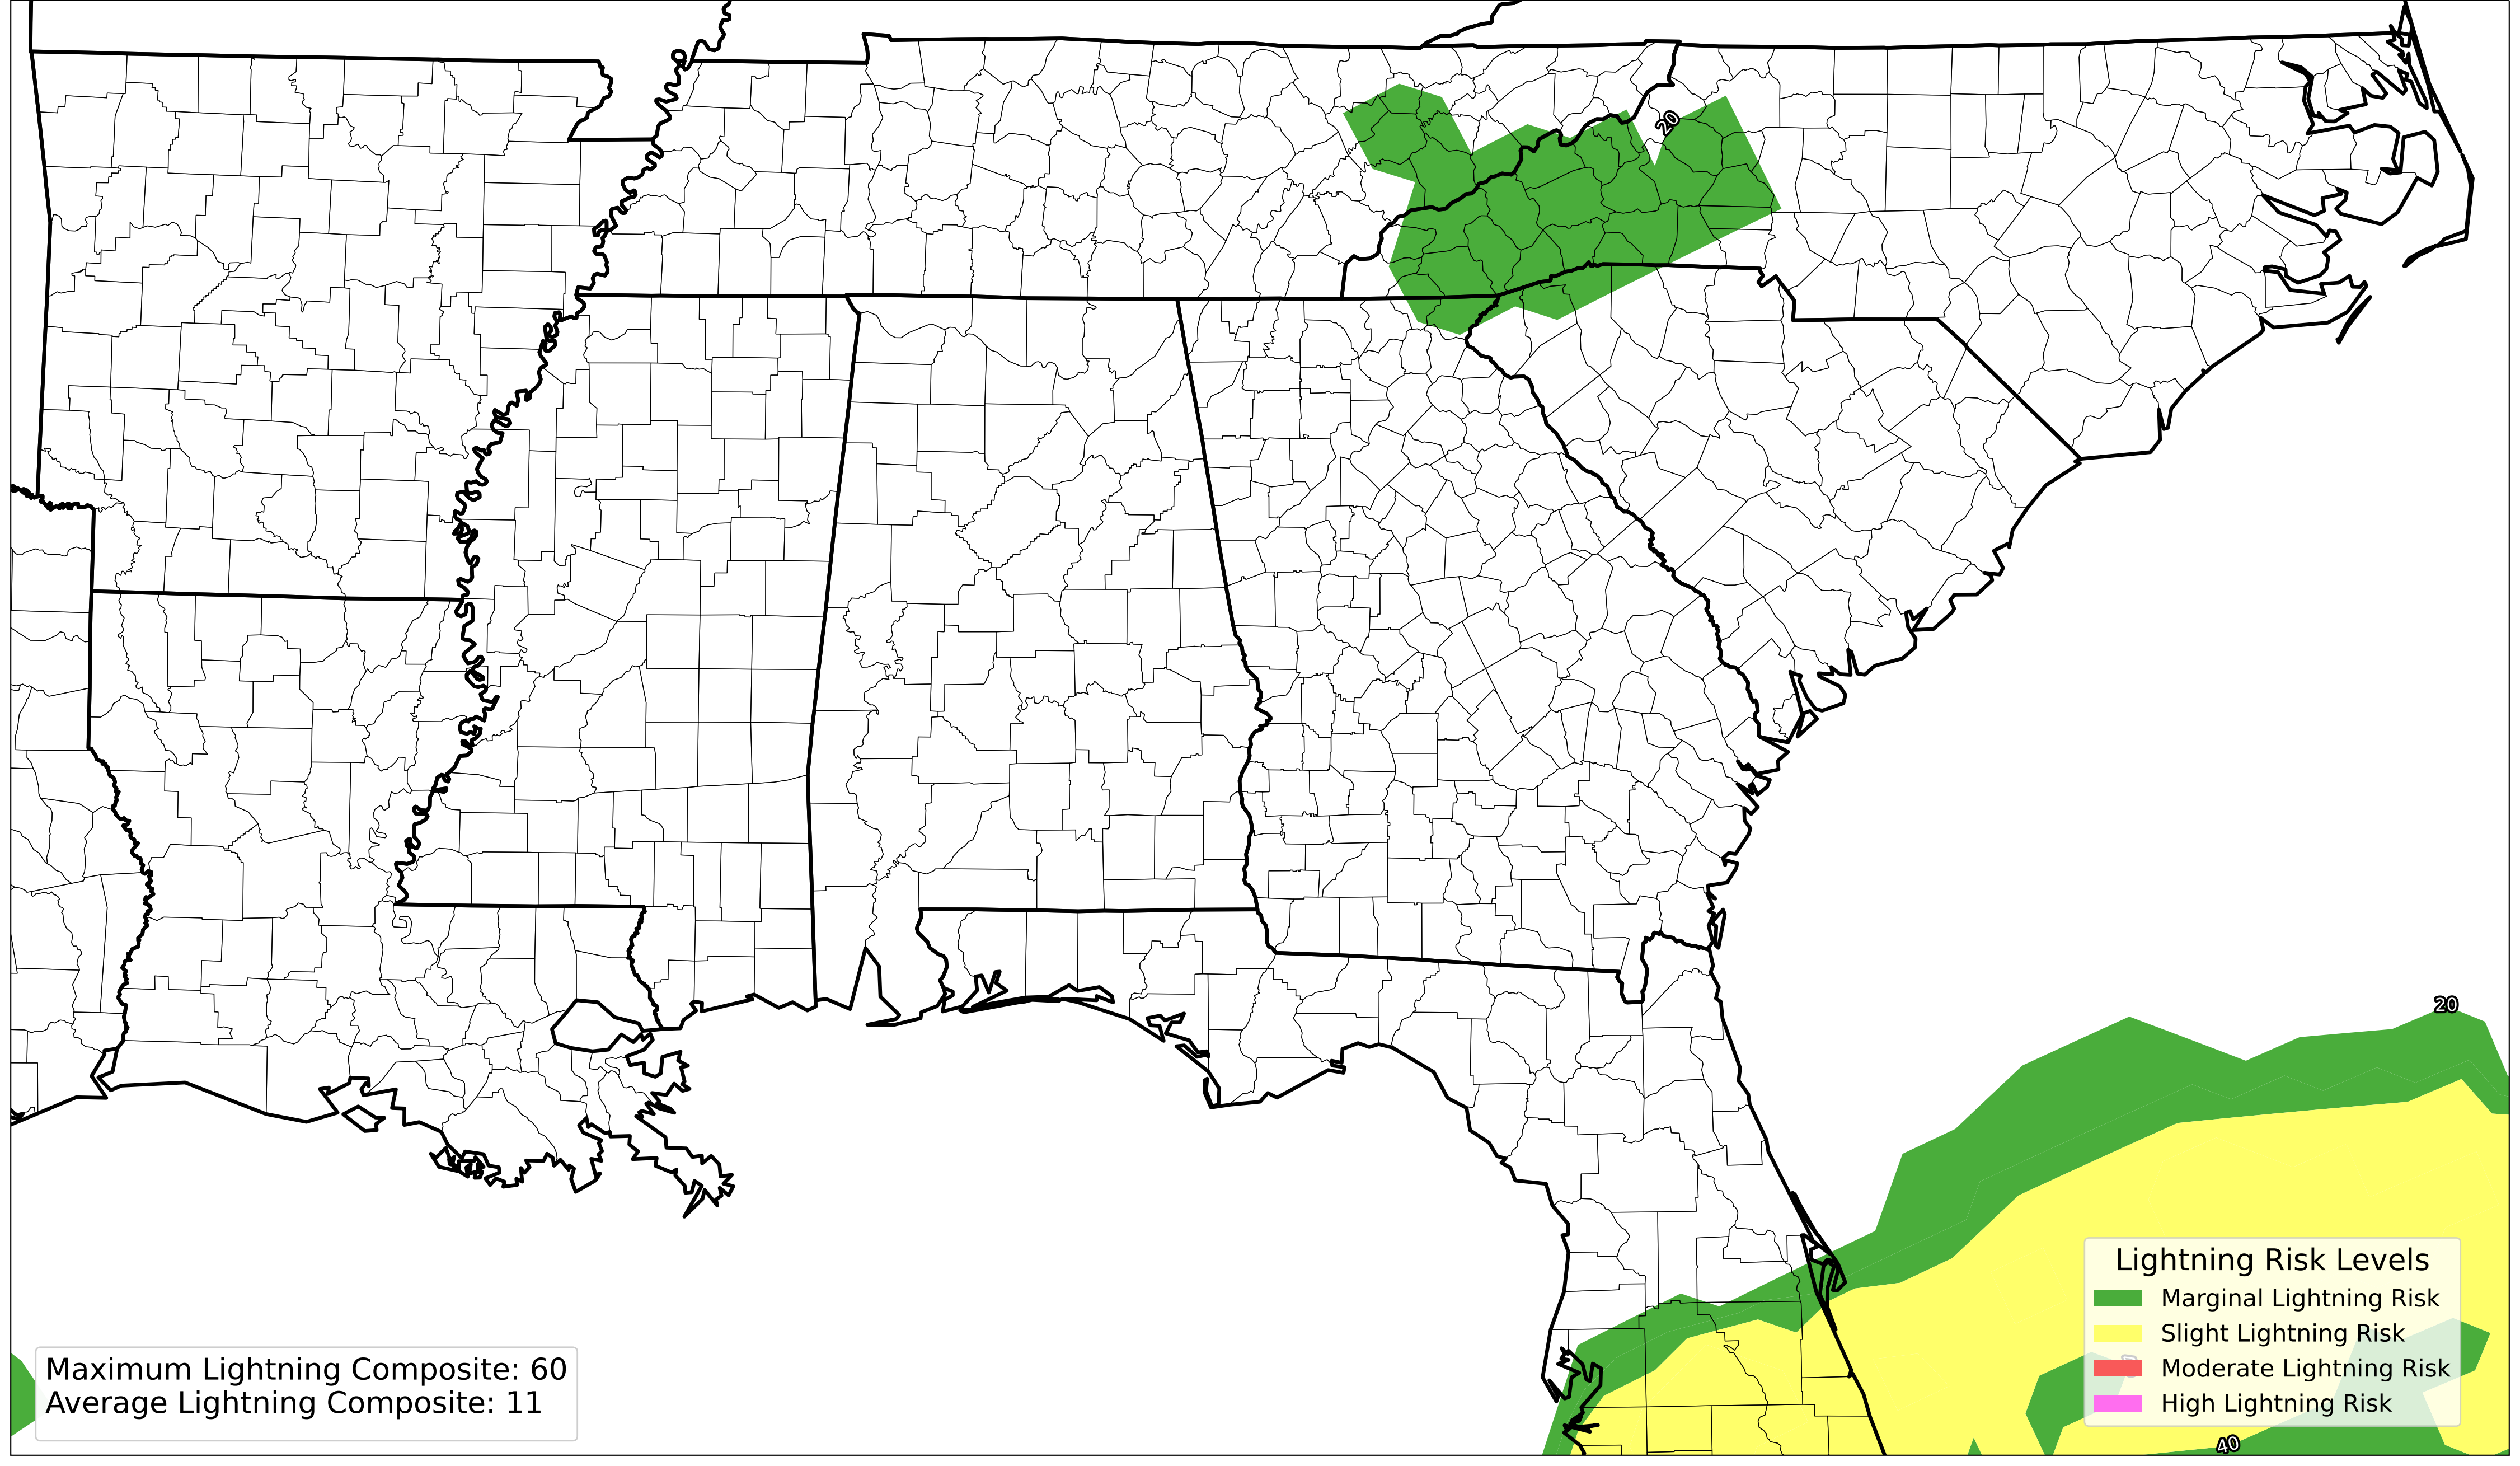 20
20
Lightning Risk Levels
Marginal Lightning Risk
Slight Lightning Risk
Moderate Lightning Risk
High Lightning Risk
Maximum Lightning Composite: 60
Average Lightning Composite: 11
40